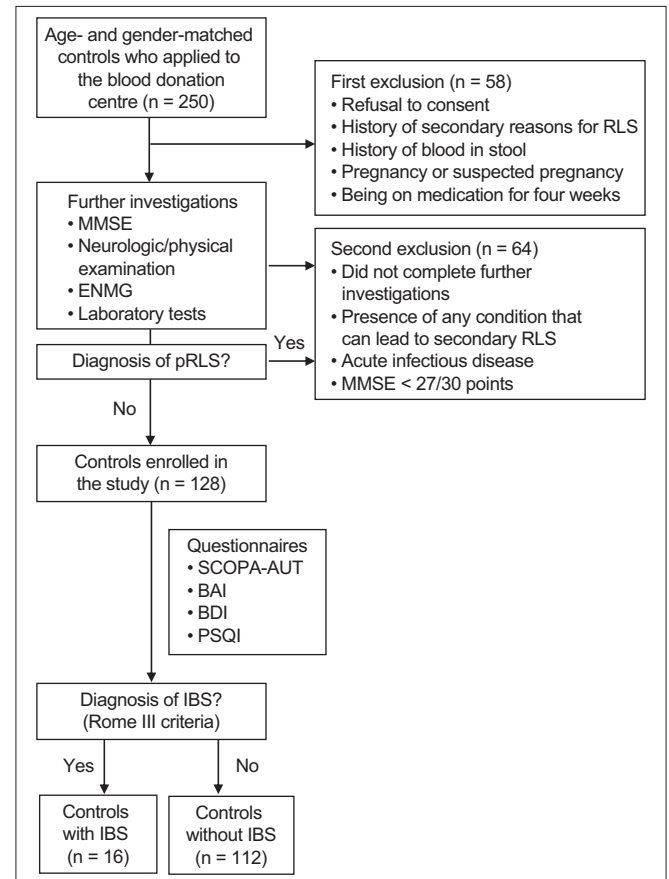 Age- and gender-matched
controls who applied to
the blood donation
centre (n = 250)
First exclusion (n = 58)
• Refusal to consent
• History of secondary reasons for RLS
• History of blood in stool
• Pregnancy or suspected pregnancy
• Being on medication for four weeks
Further investigations
• MMSE
• Neurologic/physical
examination
• ENMG
• Laboratory tests
Second exclusion (n = 64)
• Did not complete further
investigations
• Presence of any condition that
can lead to secondary RLS
• Acute infectious disease
• MMSE < 27/30 points
Diagnosis of pRLS?
Yes
No
Controls enrolled in
the study (n = 128)
Questionnaires
• SCOPA-AUT
• BAI
• BDI
• PSQI
Diagnosis of IBS?
(Rome III criteria)
Yes
No
Controls
with IBS
(n = 16)
Controls
without IBS
(n = 112)